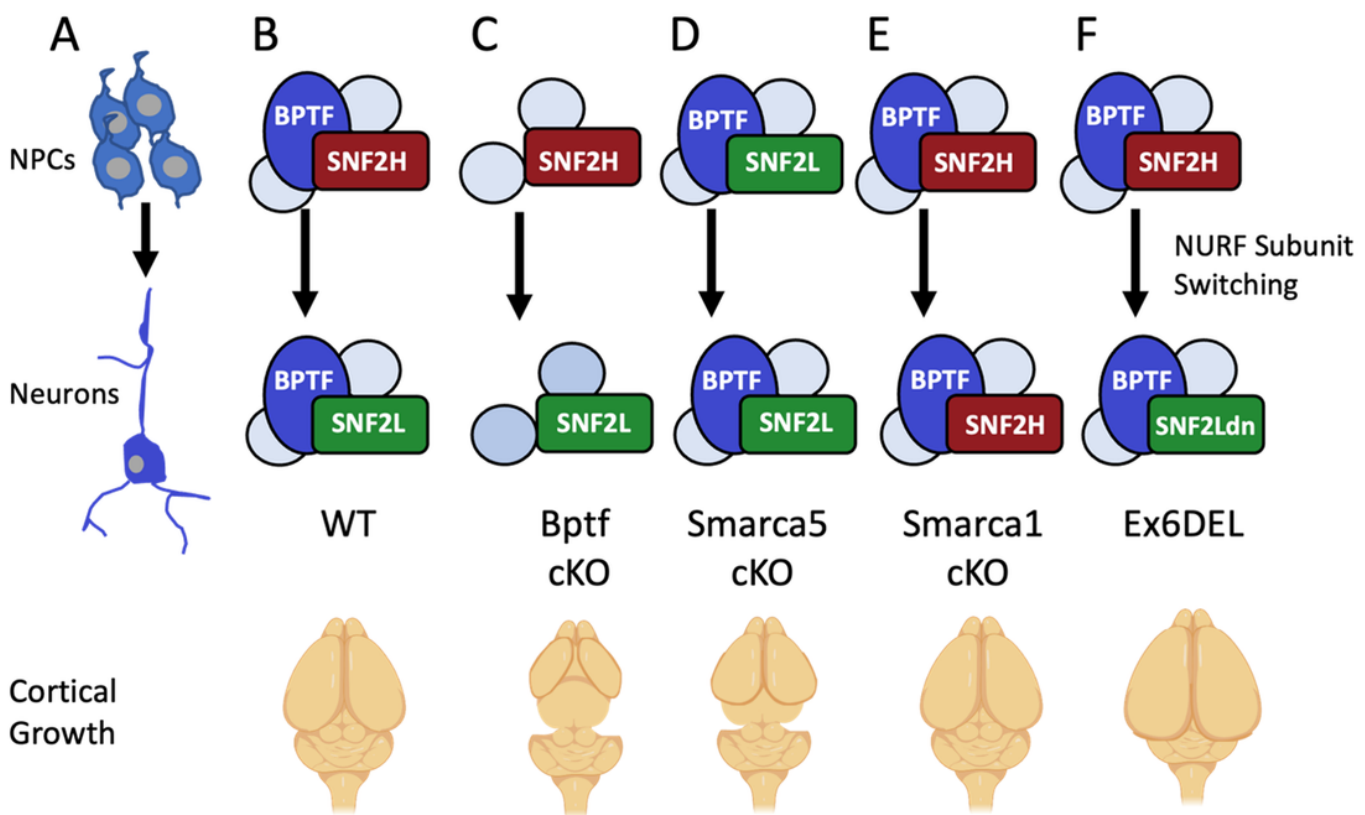 A
B
C
D
E
F
NPCs
BPTF
SNF2H
SNF2H
BPTF
SNF2L
BPTF
SNF2H
BPTF
SNF2H
NURF Subunit
Switching
Neurons
BPTF
SNF2L
SNF2L
BPTF
SNF2L
BPTF
SNF2H
BPTF
SNF2Ldn
WT
Bptf
cKO
Smarca5
cKO
Smarca1
cKO
Ex6DEL
Cortical
Growth